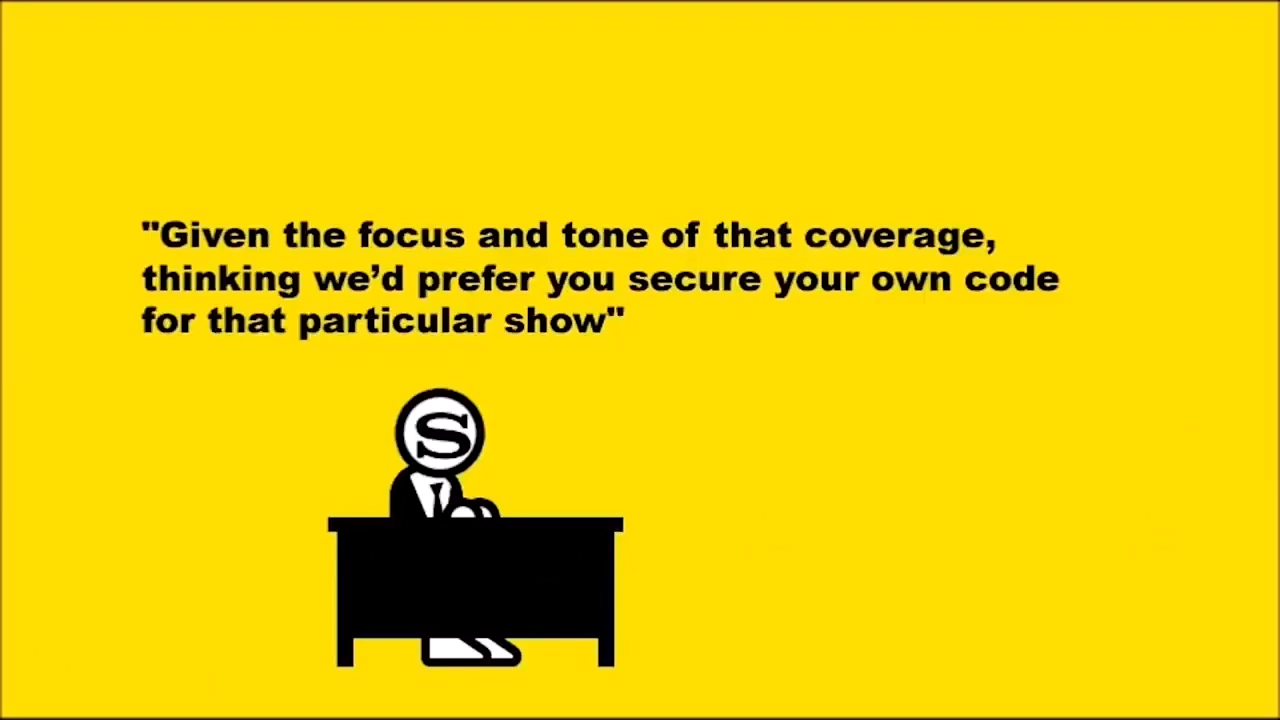 "Given the focus and tone of that coverage,
thinking we’d prefer you secure your own code
for that particular show"
S